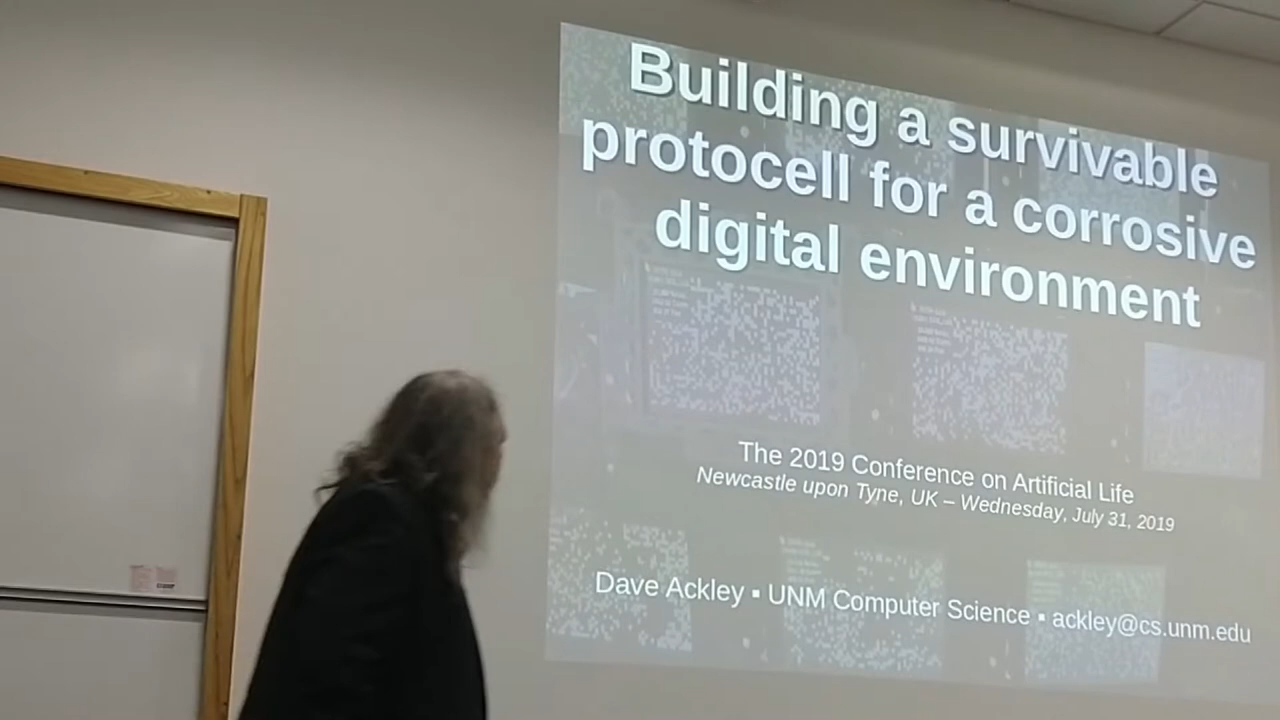 Building a survivable
protocell for a corrosive
digital environment
The 2019 Conference on Artificial Life
Newcastle upon Tyne, UK – Wednesday, July 31, 2019
Dave Ackley ▪ UNM Computer Science ▪ ackley@cs.unm.edu